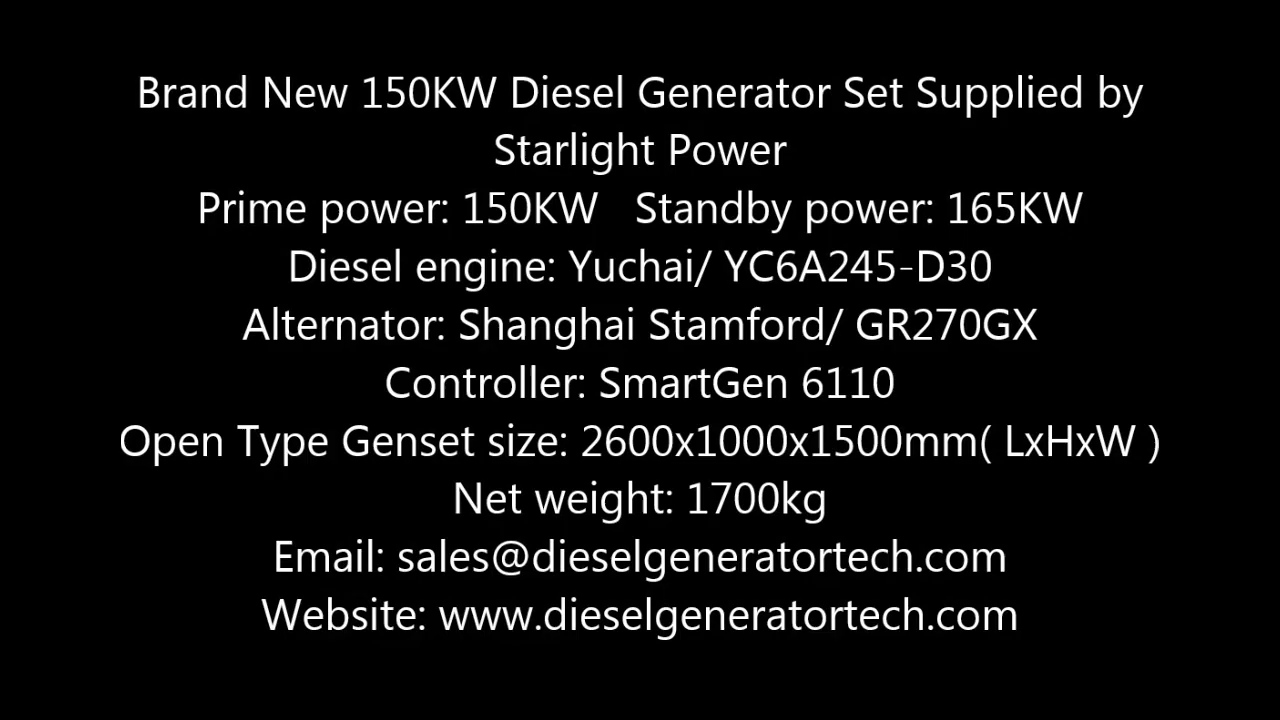 Brand New 150KW Diesel Generator Set Supplied by
Starlight Power
Prime power: 150KW   Standby power: 165KW
Diesel engine: Yuchai/ YC6A245-D30
Alternator: Shanghai Stamford/ GR270GX
Controller: SmartGen 6110
Open Type Genset size: 2600x1000x1500mm( LxHxW )
Net weight: 1700kg
Email: sales@dieselgeneratortech.com
Website: www.dieselgeneratortech.com